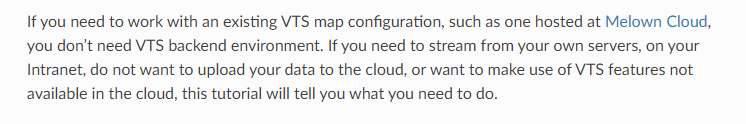 If you need to work with an existing VTS map configuration, such as one hosted at Melown Cloud,
you don’t need VTS backend environment. If you need to stream from your own servers, on your
Intranet, do not want to upload your data to the cloud, or want to make use of VTS features not
available in the cloud, this tutorial will tell you what you need to do.